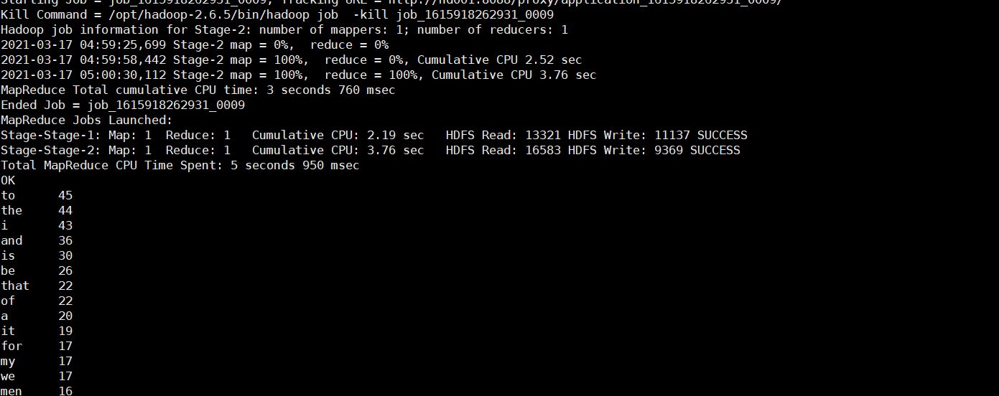 Starting Job = job_1615918262931_0009, Tracking URL = http://hd001:8088/proxy/application_1615918262931_0009/
Kill Command = /opt/hadoop-2.6.5/bin/hadoop job  -kill job_1615918262931_0009
Hadoop job information for Stage-2: number of mappers: 1; number of reducers: 1
2021-03-17 04:59:25,699 Stage-2 map = 0%,  reduce = 0%
2021-03-17 04:59:58,442 Stage-2 map = 100%,  reduce = 0%, Cumulative CPU 2.52 sec
2021-03-17 05:00:30,112 Stage-2 map = 100%,  reduce = 100%, Cumulative CPU 3.76 sec
MapReduce Total cumulative CPU time: 3 seconds 760 msec
Ended Job = job_1615918262931_0009
MapReduce Jobs Launched:
Stage-Stage-1: Map: 1  Reduce: 1   Cumulative CPU: 2.19 sec   HDFS Read: 13321 HDFS Write: 11137 SUCCESS
Stage-Stage-2: Map: 1  Reduce: 1   Cumulative CPU: 3.76 sec   HDFS Read: 16583 HDFS Write: 9369 SUCCESS
Total MapReduce CPU Time Spent: 5 seconds 950 msec
OK
to      45
the     44
i       43
and     36
is      30
be      26
that    22
of      22
a       20
it      19
for     17
my      17
we      17
men     16